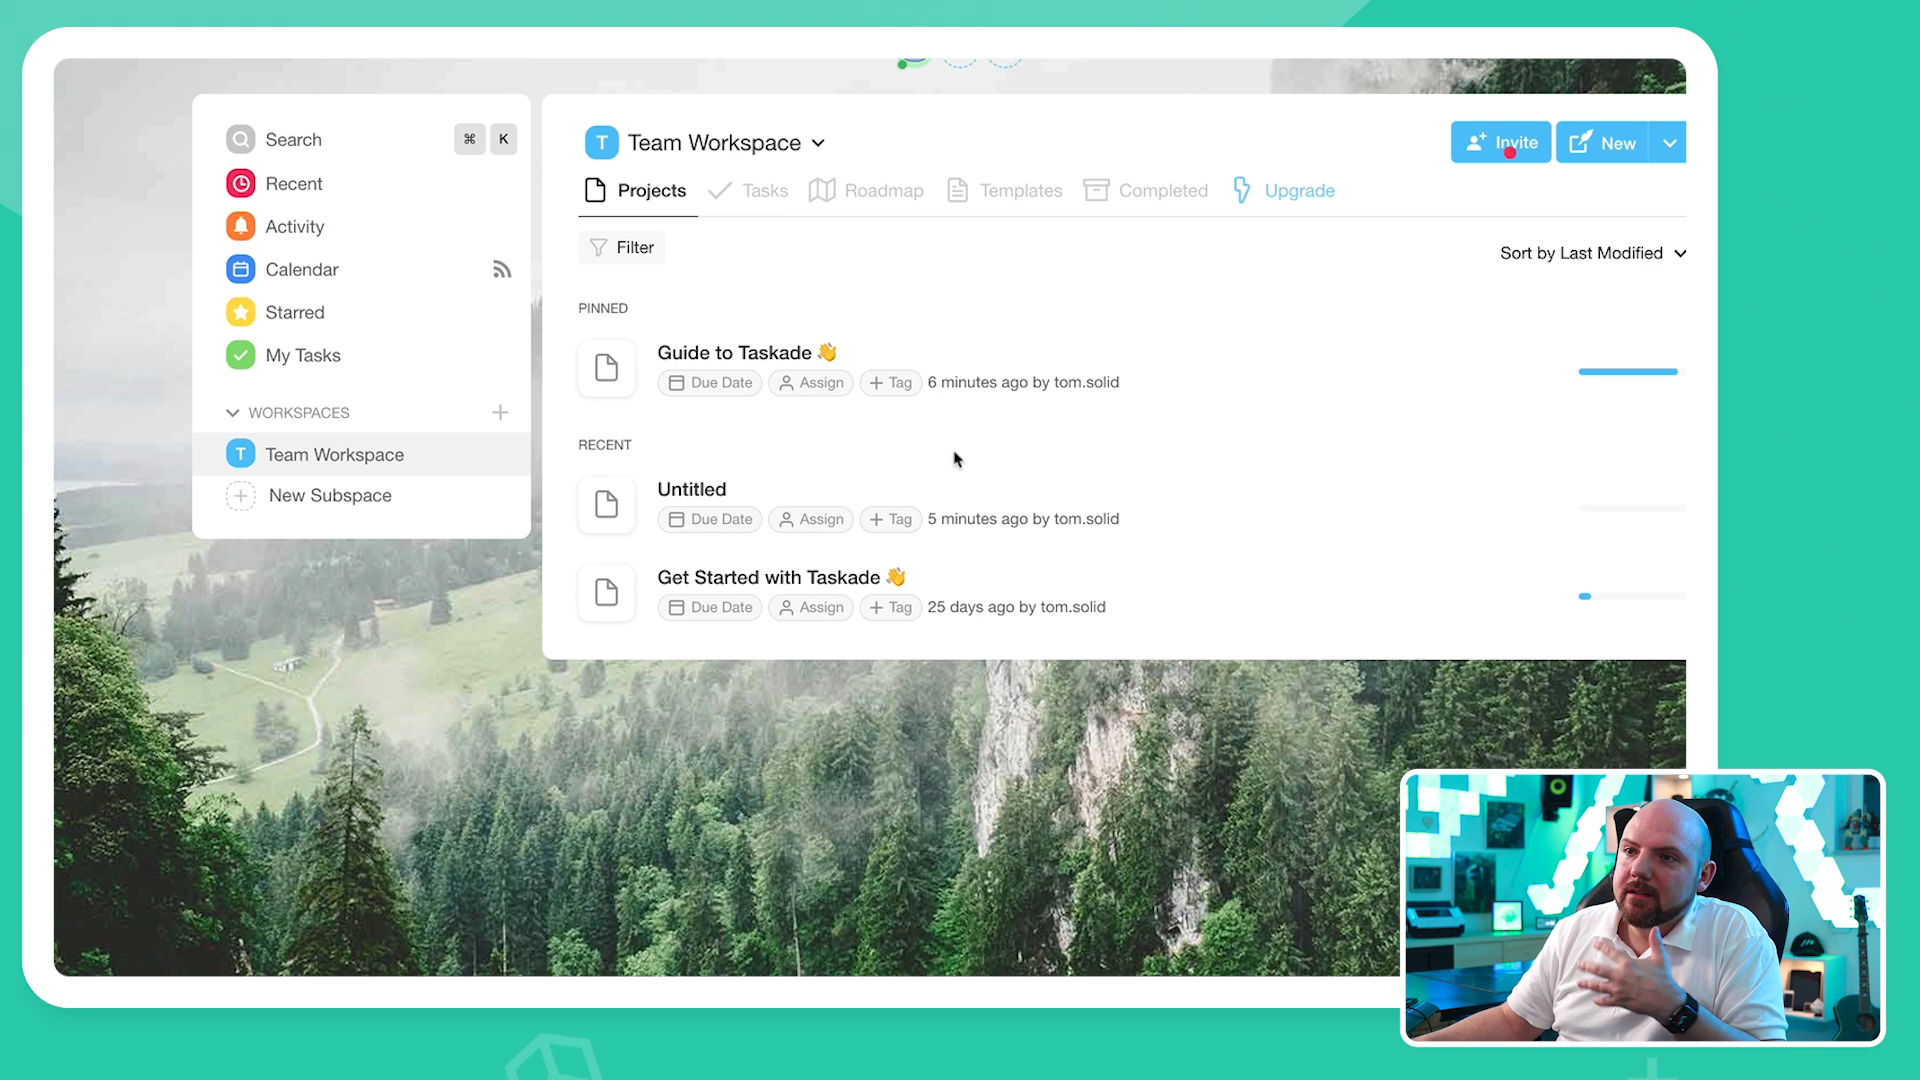 Search ⌘ K
Recent
Activity
Calendar
Starred
My Tasks
WORKSPACES
T Team Workspace
New Subspace
T Team Workspace
Invite New
Projects Tasks Roadmap Templates Completed Upgrade
Filter
Sort by Last Modified
PINNED
Guide to Taskade 👋
Due Date Assign + Tag 6 minutes ago by tom.solid
RECENT
Untitled
Due Date Assign + Tag 5 minutes ago by tom.solid
Get Started with Taskade 👋
Due Date Assign + Tag 25 days ago by tom.solid